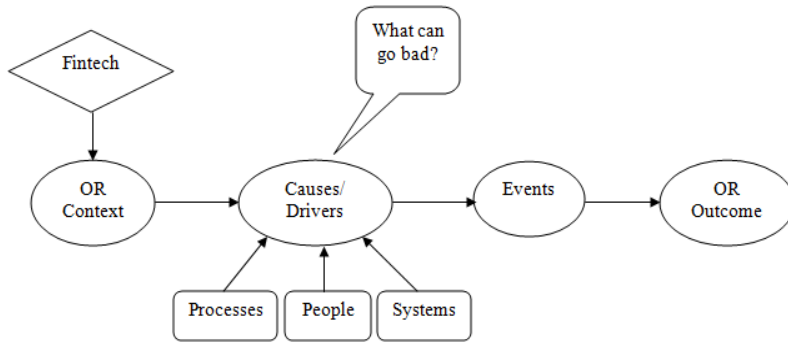 What can
go bad?
Fintech
OR
Context
Causes/
Drivers
Events
OR
Outcome
Processes
People
Systems